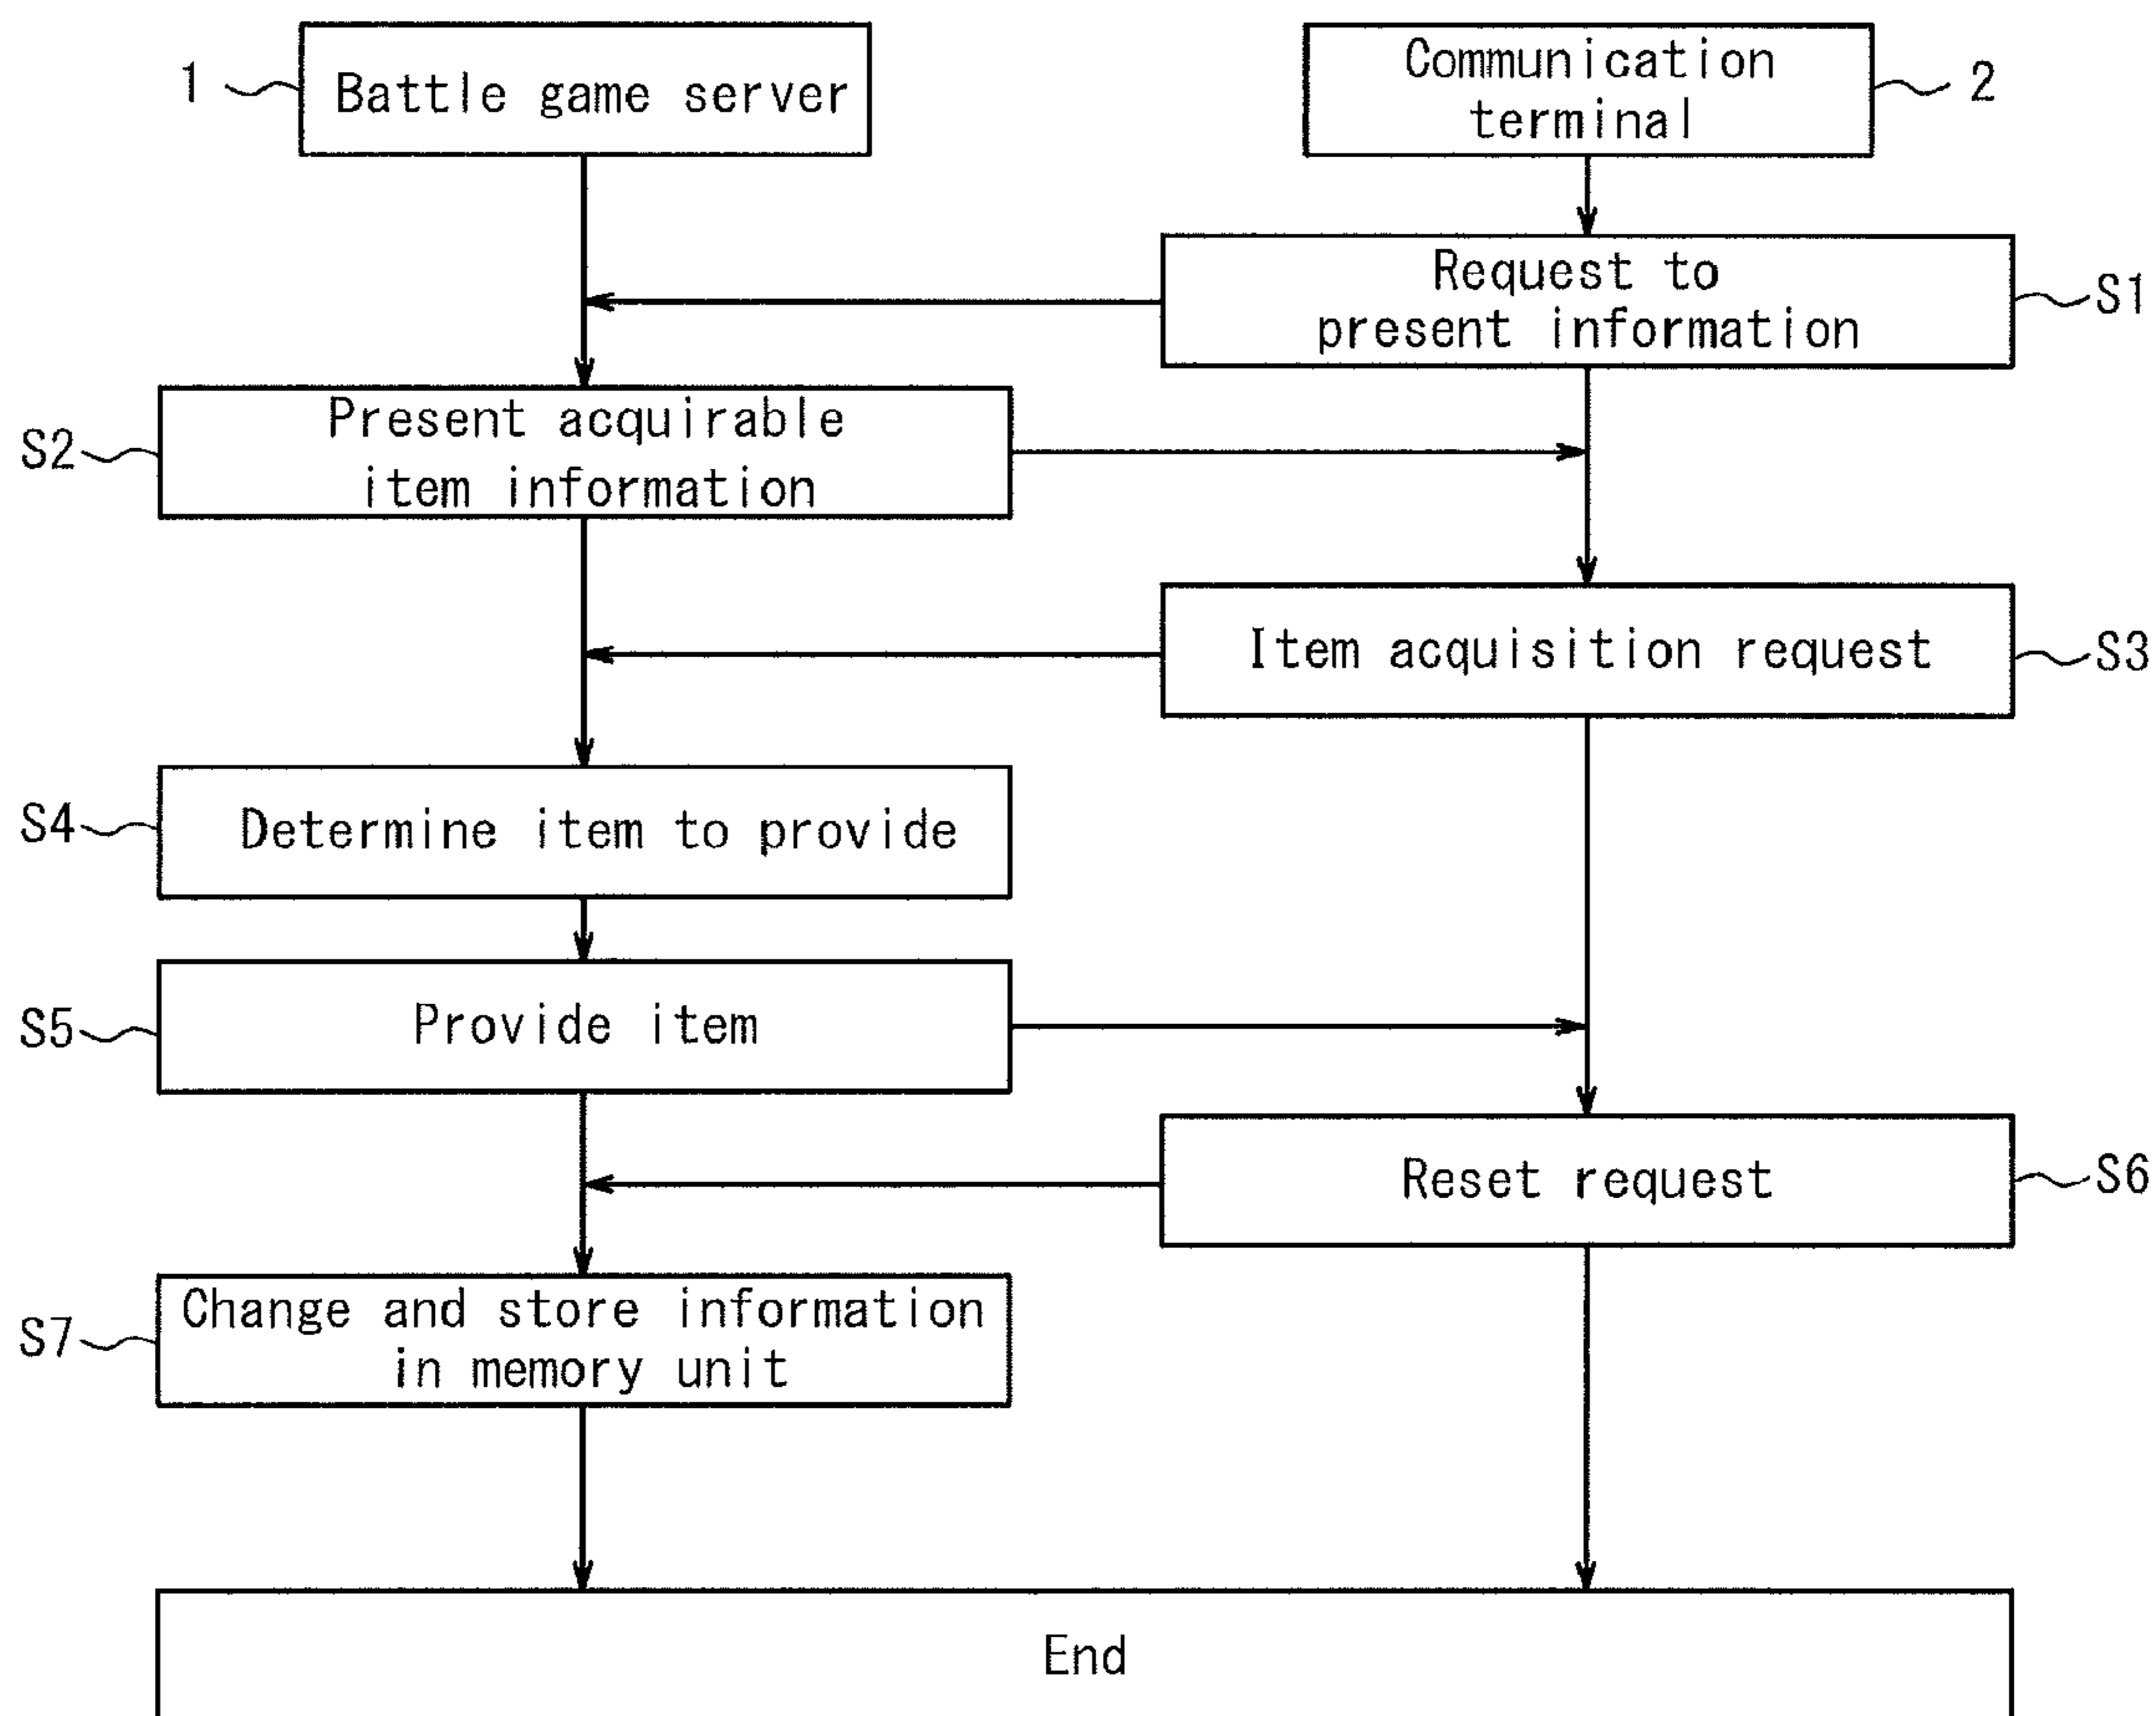 1
Battle game server
Communication
terminal
2
Request to
present information
S1
S2
Present acquirable
item information
Item acquisition request
S3
S4
Determine item to provide
S5
Provide item
Reset request
S6
S7
Change and store information
in memory unit
End